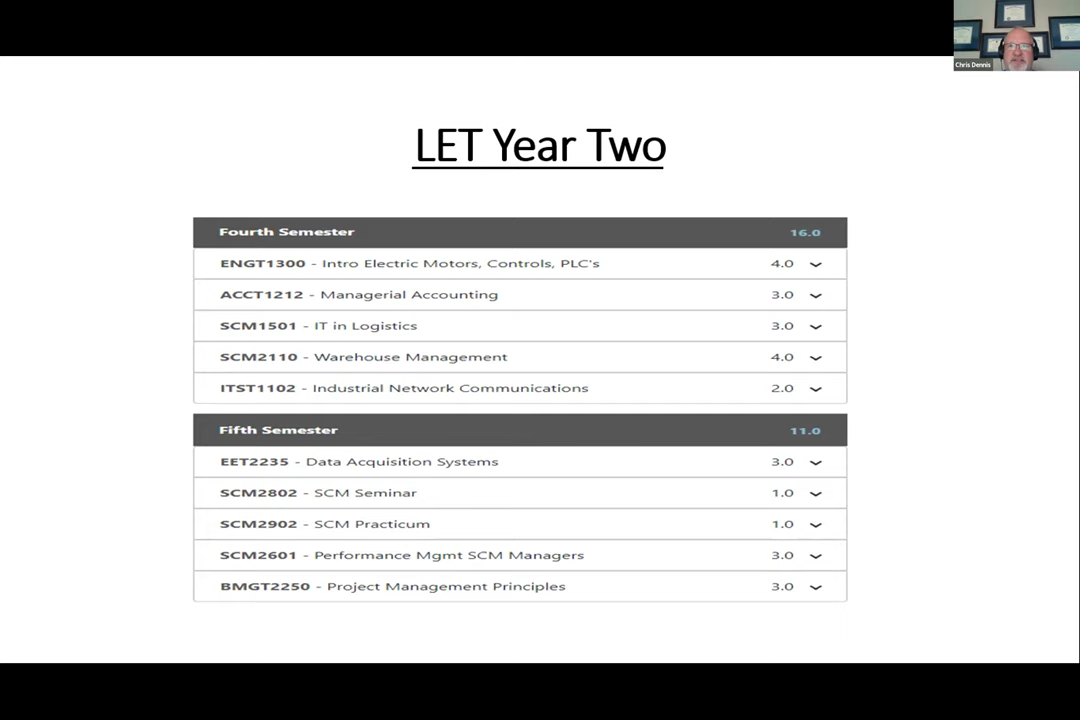 Chris Dennis
LET Year Two
Fourth Semester 16.0
ENGT1300 - Intro Electric Motors, Controls, PLC's 4.0
ACCT1212 - Managerial Accounting 3.0
SCM1501 - IT in Logistics 3.0
SCM2110 - Warehouse Management 4.0
ITST1102 - Industrial Network Communications 2.0
Fifth Semester 11.0
EET2235 - Data Acquisition Systems 3.0
SCM2802 - SCM Seminar 1.0
SCM2902 - SCM Practicum 1.0
SCM2601 - Performance Mgmt SCM Managers 3.0
BMGT2250 - Project Management Principles 3.0